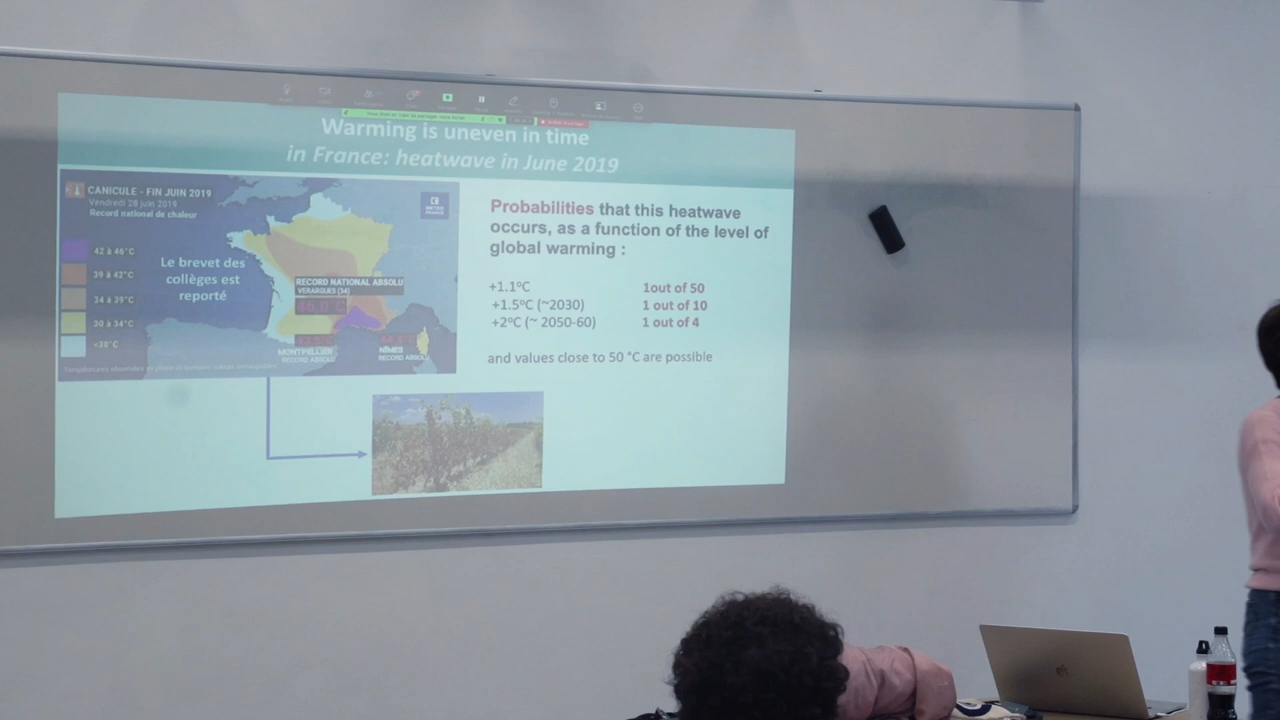 Warming is uneven in time
in France: heatwave in June 2019
CANICULE - FIN JUIN 2019
Vendredi 28 juin 2019
Record national de chaleur
METEO
FRANCE
42 à 46°C
39 à 42°C
34 à 39°C
30 à 34°C
<30°C
Le brevet des
collèges est
reporté
RECORD NATIONAL ABSOLU
VERARGUES (34)
46.0°C
MONTPELLIER
RECORD ABSOLU
NÎMES
RECORD ABSOLU
Probabilities that this heatwave
occurs, as a function of the level of
global warming :
+1.1°C 1out of 50
+1.5°C (~2030) 1 out of 10
+2°C (~ 2050-60) 1 out of 4
and values close to 50 °C are possible